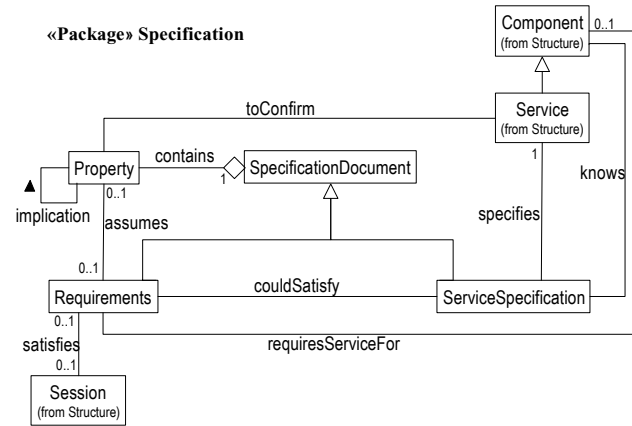 «Package» Specification
Component
(from Structure)
0..1
toConfirm
Service
(from Structure)
1
Property
contains
1
SpecificationDocument
knows
0..1
implication
assumes
specifies
0..1
Requirements
couldSatisfy
ServiceSpecification
0..1
satisfies
requiresServiceFor
0..1
Session
(from Structure)